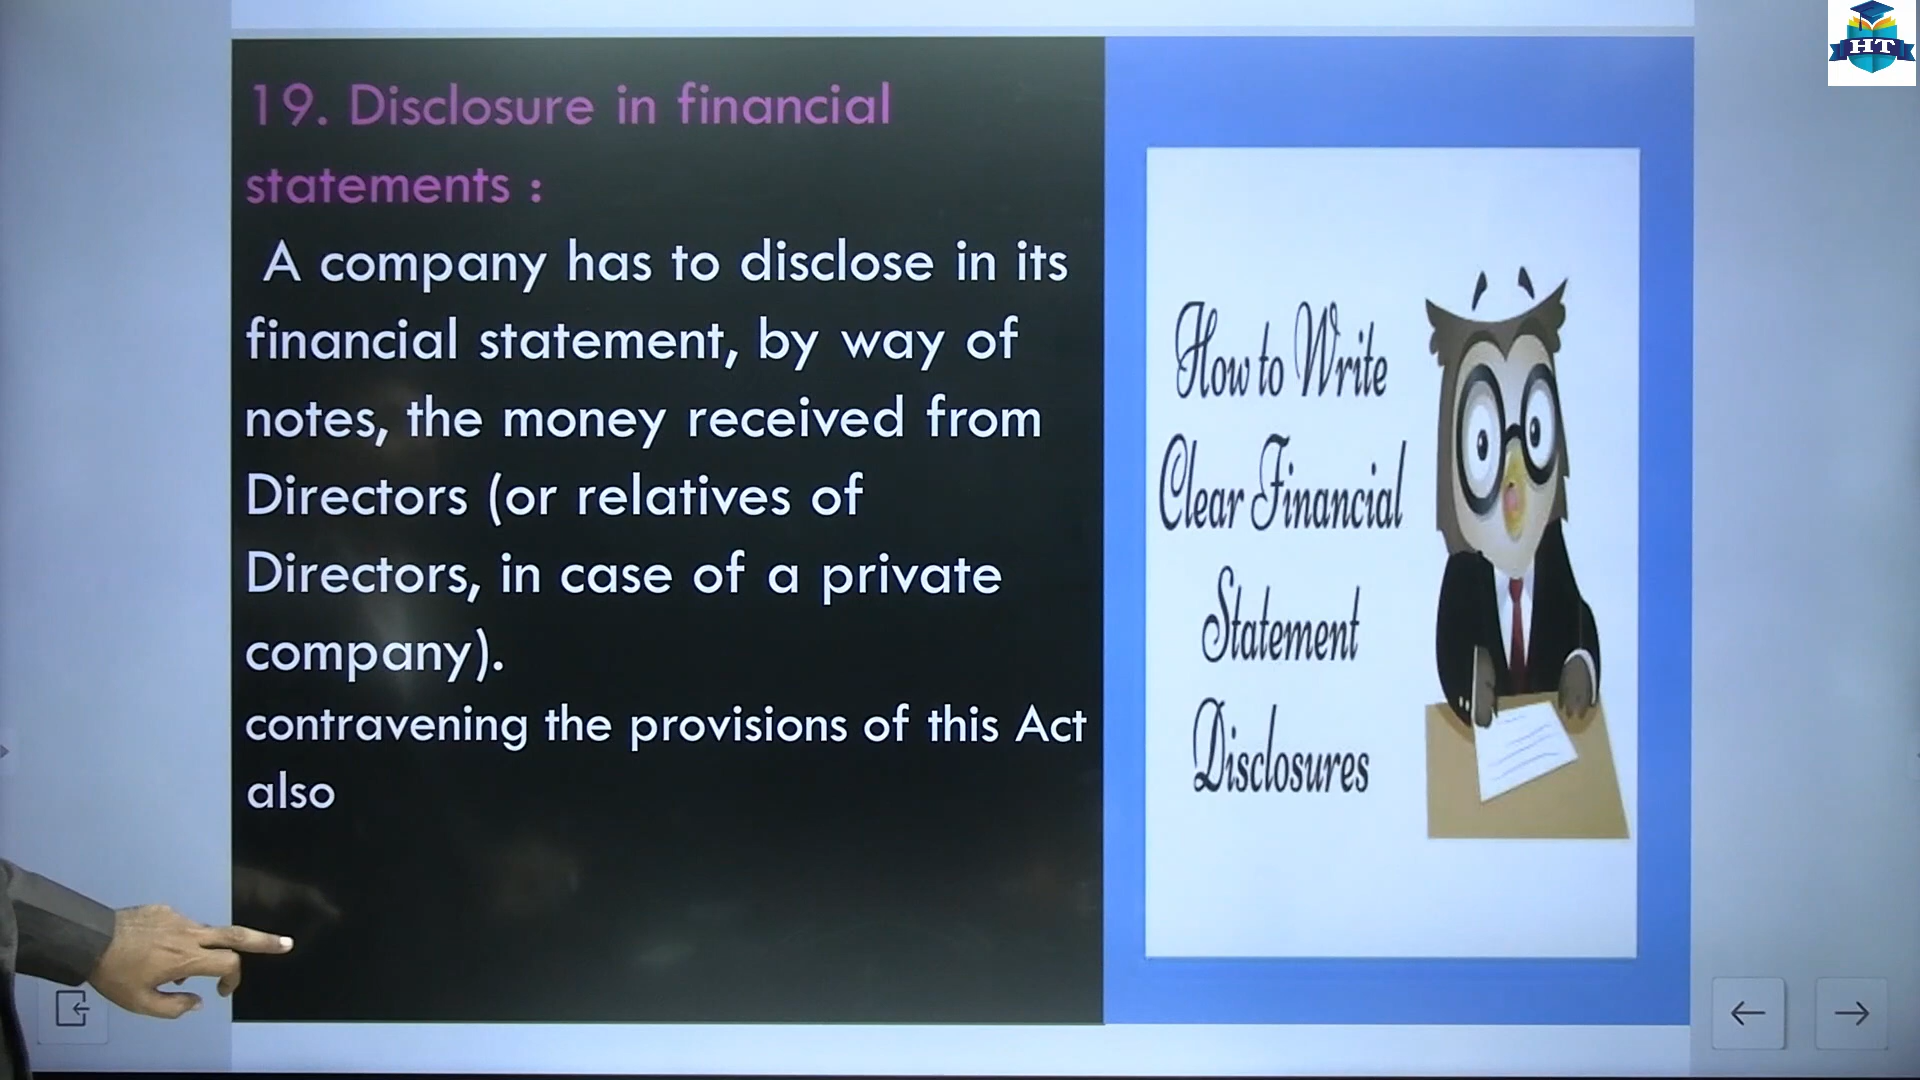 19. Disclosure in financial
statements :
A company has to disclose in its
financial statement, by way of
notes, the money received from
Directors (or relatives of
Directors, in case of a private
company).
contravening the provisions of this Act
also
How to Write
Clear Financial
Statement
Disclosures
HT